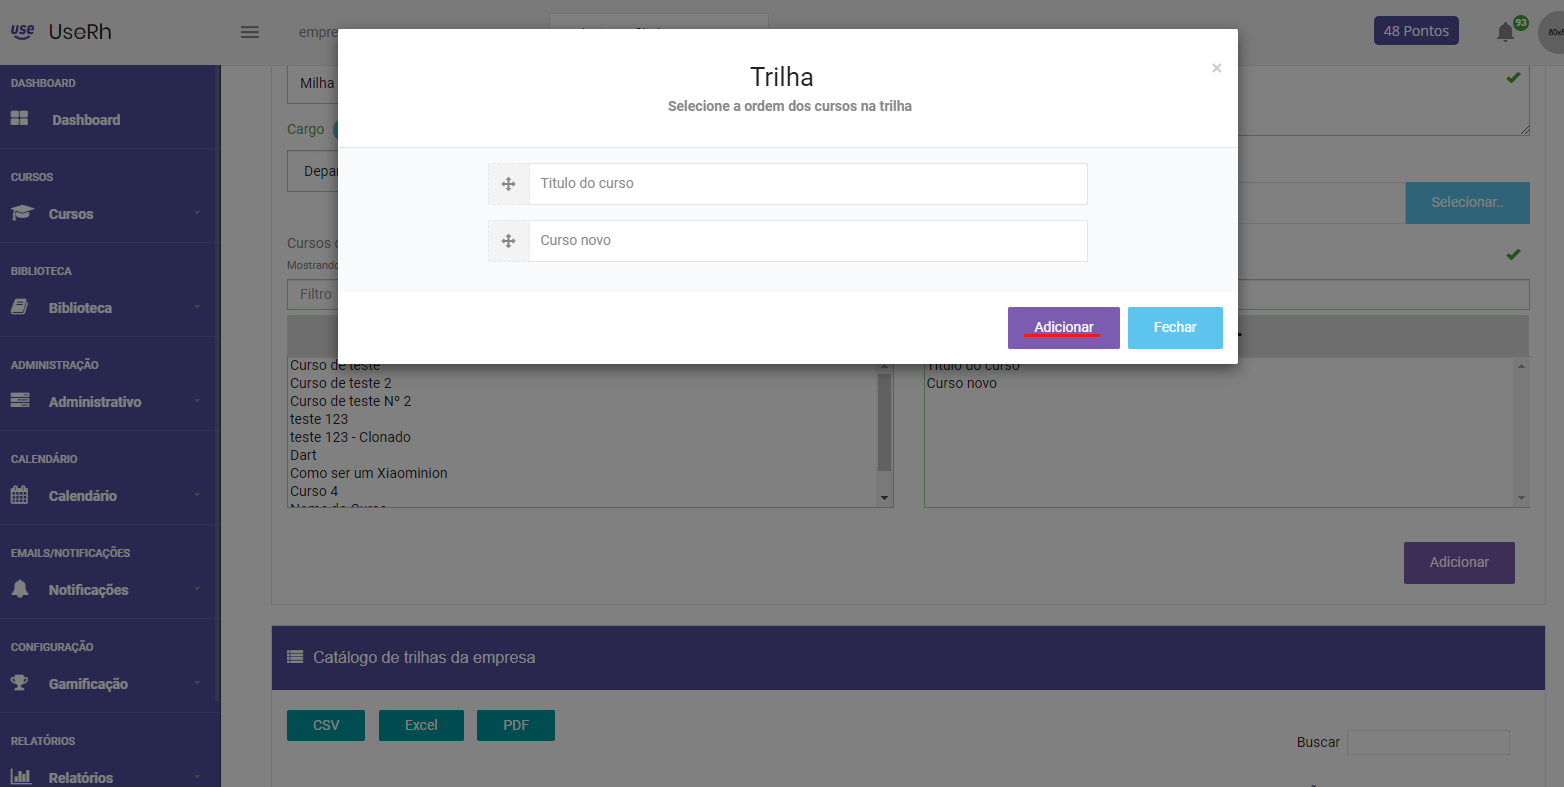 use UseRh
48 Pontos
93
DASHBOARD
Dashboard
CURSOS
Cursos
BIBLIOTECA
Biblioteca
ADMINISTRAÇÃO
Administrativo
CALENDÁRIO
Calendário
EMAILS/NOTIFICAÇÕES
Notificações
CONFIGURAÇÃO
Gamificação
RELATÓRIOS
Relatórios
Milha
Cargo
Trilha
×
Selecione a ordem dos cursos na trilha
Titulo do curso
Curso novo
Adicionar
Fechar
Selecionar..
Cursos
Filtro
Curso de teste
Curso de teste 2
Curso de teste Nº 2
teste 123
teste 123 - Clonado
Dart
Como ser um Xiaominion
Curso 4
Nome do Curso
Titulo do curso
Curso novo
Adicionar
Catálogo de trilhas da empresa
CSV
Excel
PDF
Buscar